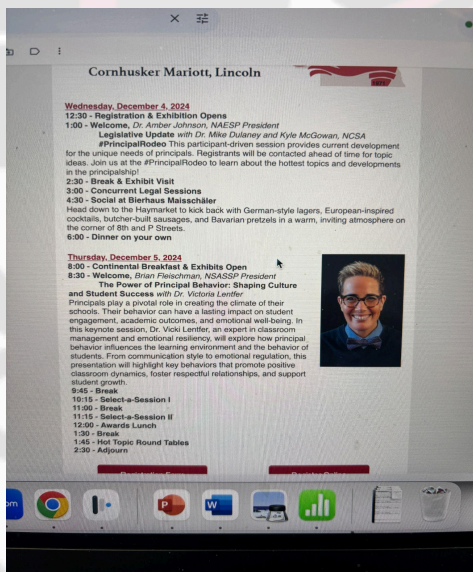 Cornhusker Mariott, Lincoln
Wednesday, December 4, 2024
12:30 - Registration & Exhibition Opens
1:00 - Welcome, Dr. Amber Johnson, NAESP President
Legislative Update with Dr. Mike Dulaney and Kyle McGowan, NCSA
#PrincipalRodeo This participant-driven session provides current development
for the unique needs of principals. Registrants will be contacted ahead of time for topic
ideas. Join us at the #PrincipalRodeo to learn about the hottest topics and developments
in the principalship!
2:30 - Break & Exhibit Visit
3:00 - Concurrent Legal Sessions
4:30 - Social at Bierhaus Maisschäler
Head down to the Haymarket to kick back with German-style lagers, European-inspired
cocktails, butcher-built sausages, and Bavarian pretzels in a warm, inviting atmosphere on
the corner of 8th and P Streets.
6:00 - Dinner on your own
Thursday, December 5, 2024
8:00 - Continental Breakfast & Exhibits Open
8:30 - Welcome, Brian Fleischman, NSASSP President
The Power of Principal Behavior: Shaping Culture
and Student Success with Dr. Victoria Lentfer
Principals play a pivotal role in creating the climate of their
schools. Their behavior can have a lasting impact on student
engagement, academic outcomes, and emotional well-being. In
this keynote session, Dr. Vicki Lentfer, an expert in classroom
management and emotional resiliency, will explore how principal
behavior influences the learning environment and the behavior of
students. From communication style to emotional regulation, this
presentation will highlight key behaviors that promote positive
classroom dynamics, foster respectful relationships, and support
student growth.
9:45 - Break
10:15 - Select-a-Session I
11:00 - Break
11:15 - Select-a-Session II
12:00 - Awards Lunch
1:30 - Break
1:45 - Hot Topic Round Tables
2:30 - Adjourn
om
P
W